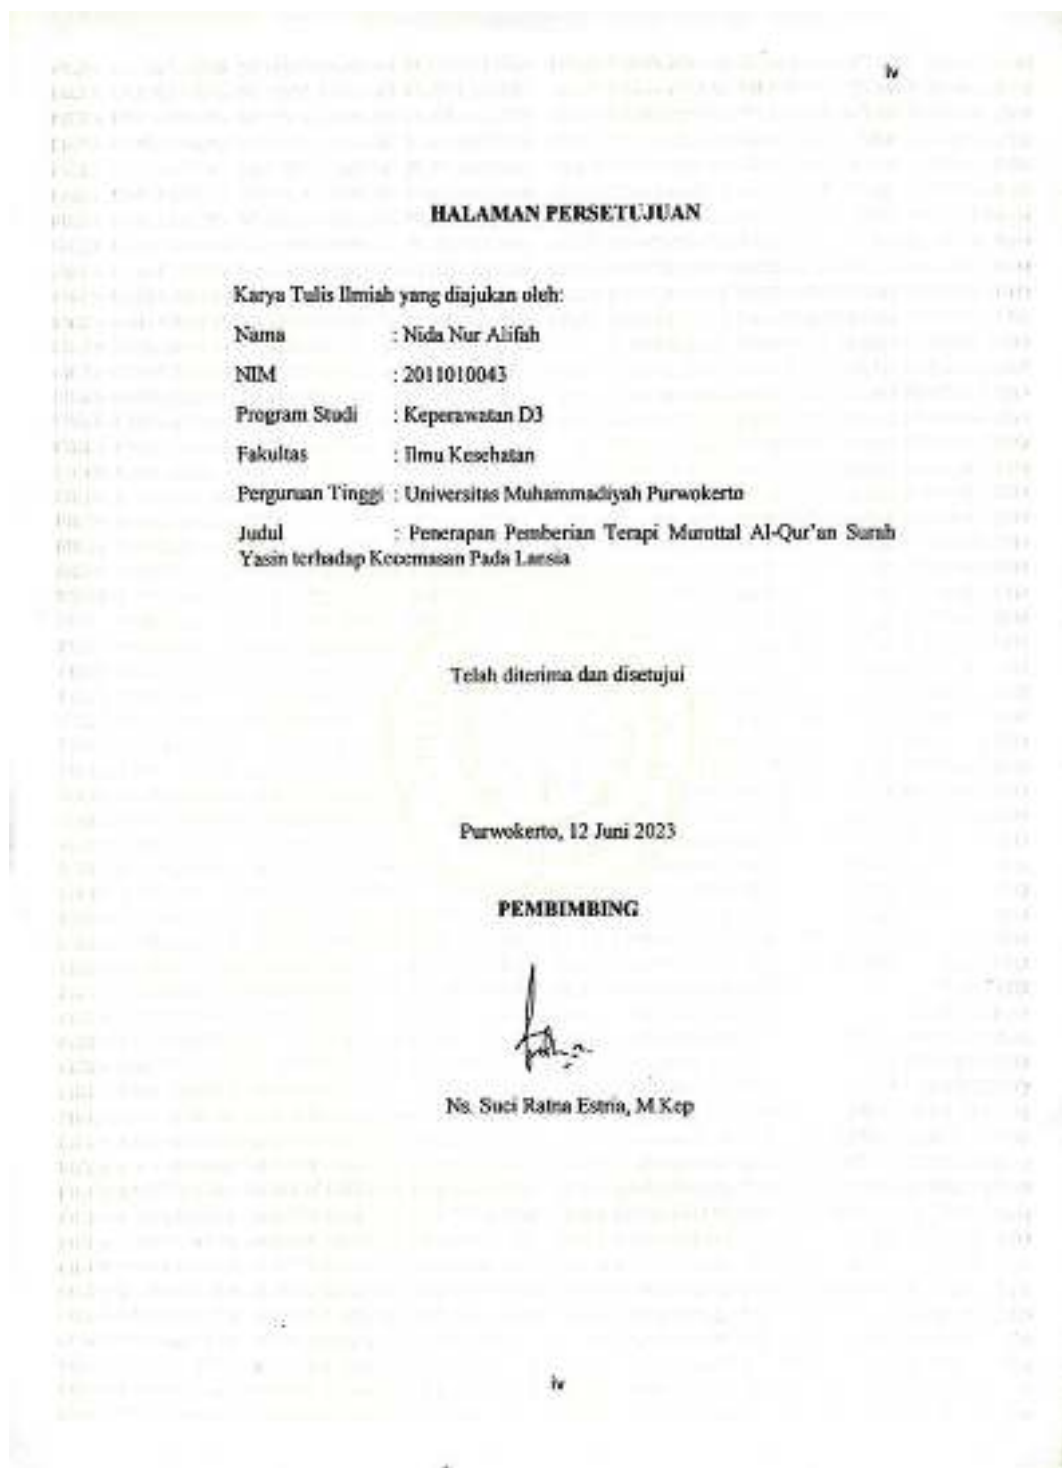 iv
HALAMAN PERSETUJUAN
Karya Tulis Ilmiah yang diajukan oleh:
Nama : Nida Nur Alifah
NIM : 2011010043
Program Studi : Keperawatan D3
Fakultas : Ilmu Kesehatan
Perguruan Tinggi : Universitas Muhammadiyah Purwokerto
Judul : Penerapan Pemberian Terapi Murottal Al-Qur'an Surah
Yasin terhadap Kecemasan Pada Lansia
Telah diterima dan disetujui
Purwokerto, 12 Juni 2023
PEMBIMBING
Ns. Suci Ratna Estria, M.Kep
iv